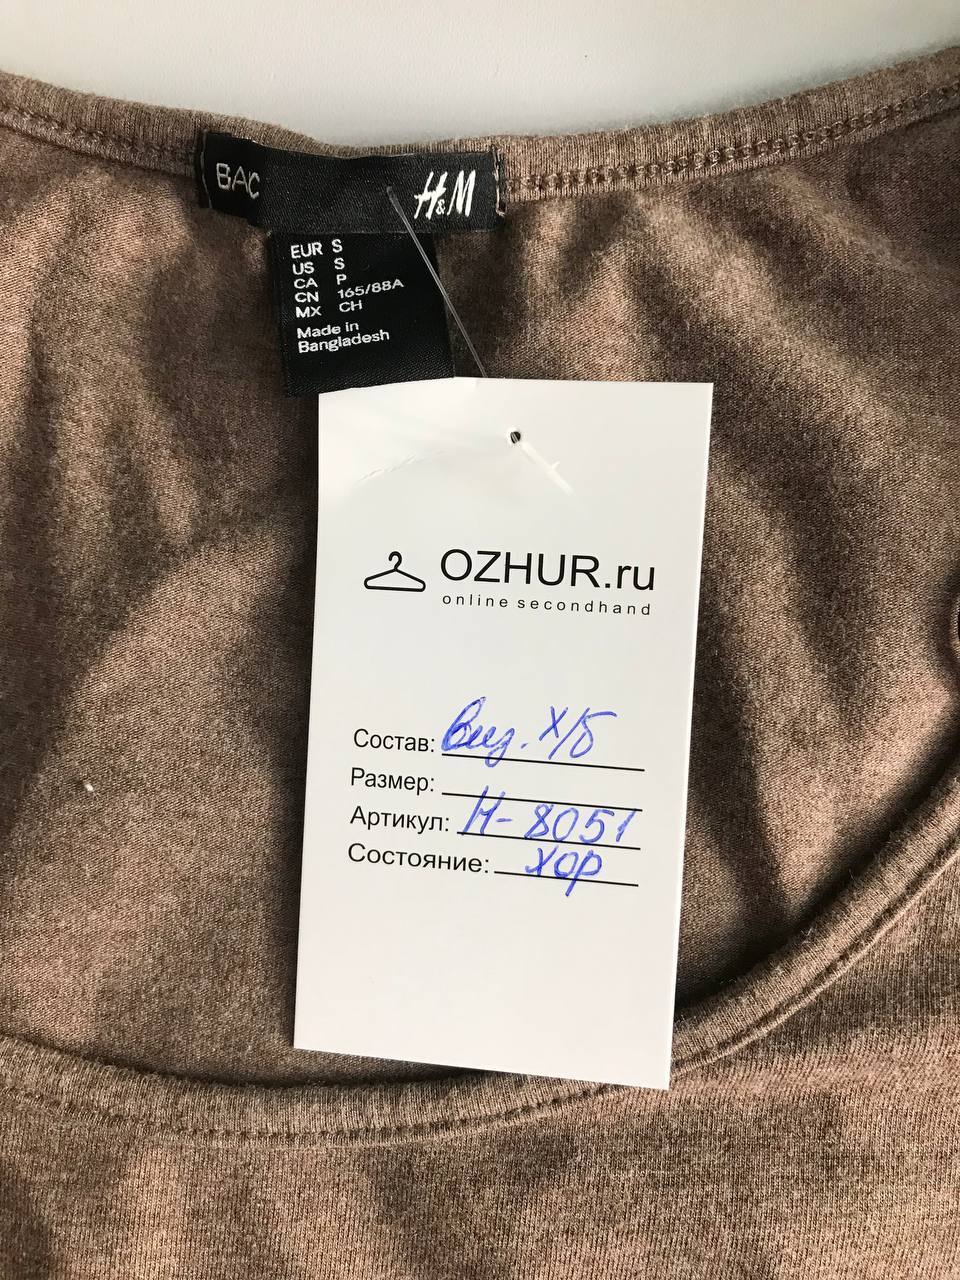 BAC
H&M
EUR S
US S
CA P
CN 165/88A
MX CH
Made in
Bangladesh
OZHUR.ru
online secondhand
Состав: Виз. Х/б
Размер:
Артикул: Н-8051
Состояние: хор